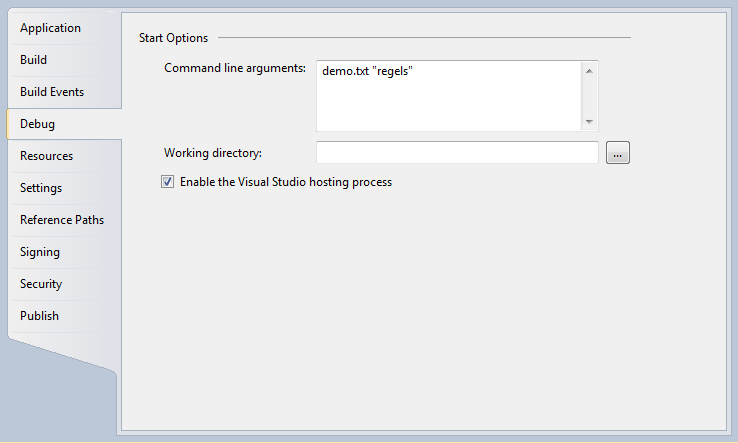 Application
Build
Build Events
Debug
Resources
Settings
Reference Paths
Signing
Security
Publish
Start Options
Command line arguments: demo.txt "regels"
Working directory: ...
Enable the Visual Studio hosting process